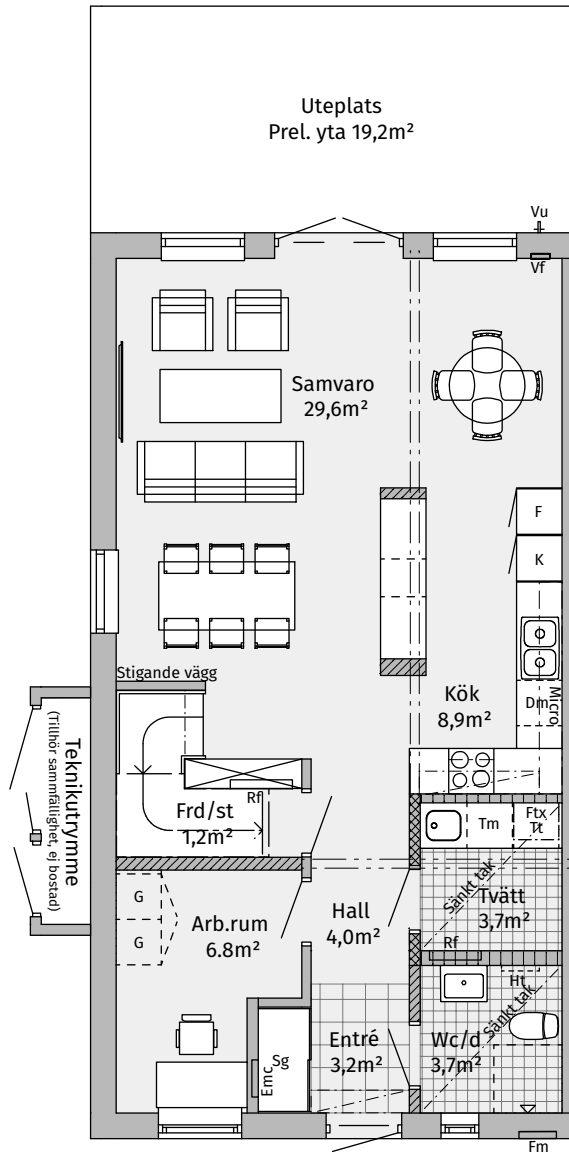 Uteplats
Prel. yta 19,2m²
Vu
Vf
Samvaro
29,6m²
F
K
Stigande vägg
Kök
8,9m²
Dm
Micro
Teknikutrymme
(Tillhör sammfällighet, ej bostad)
Rf
Frd/st
1,2m²
Tm
Ftx
Tt
Sänkt tak
Tvätt
3,7m²
Rf
G
G
Arb.rum
6.8m²
Hall
4,0m²
Ht
Sänkt tak
Wc/d
3,7m²
Entré
3,2m²
Sg
Emc
Fm